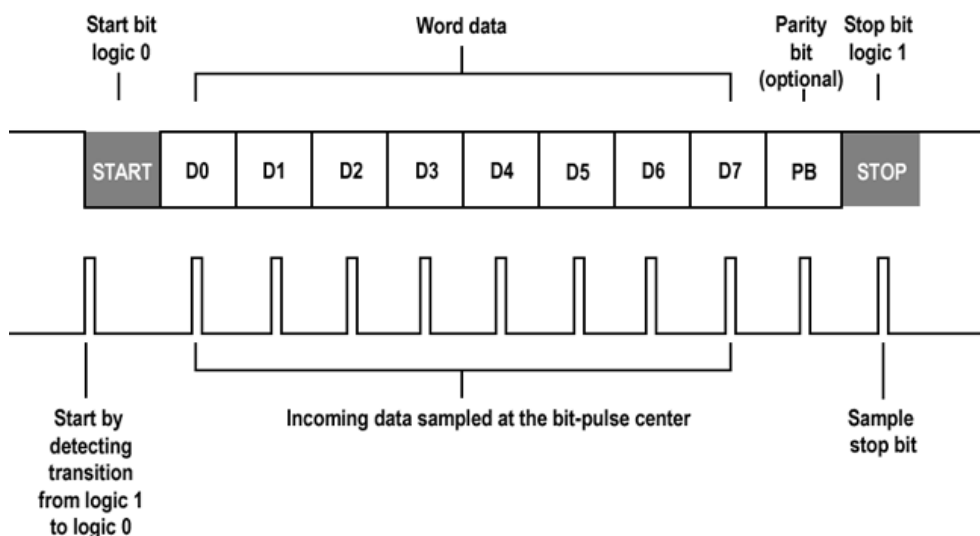 Start bit
logic 0
Word data
Parity
bit
(optional)
Stop bit
logic 1
START D0 D1 D2 D3 D4 D5 D6 D7 PB STOP
Start by
detecting
transition
from logic 1
to logic 0
Incoming data sampled at the bit-pulse center
Sample
stop bit